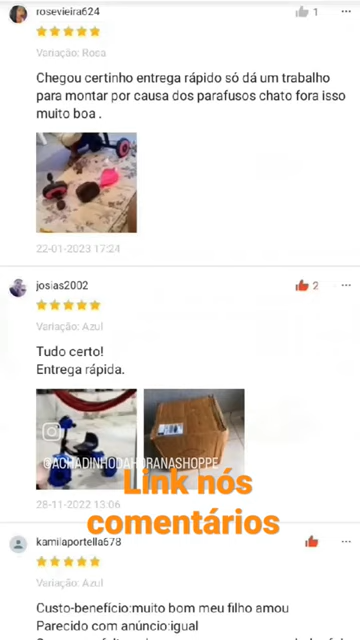 rosevieira624
1
Variação: Rosa
Chegou certinho entrega rápido só dá um trabalho
para montar por causa dos parafusos chato fora isso
muito boa .
22-01-2023 17:24
josias2002
2
Variação: Azul
Tudo certo!
Entrega rápida.
@ACHADINHODAHORANASHOPPE
Link nós
comentários
28-11-2022 13:06
kamilaportella678
Variação: Azul
Custo-benefício:muito bom meu filho amou
Parecido com anúncio:igual